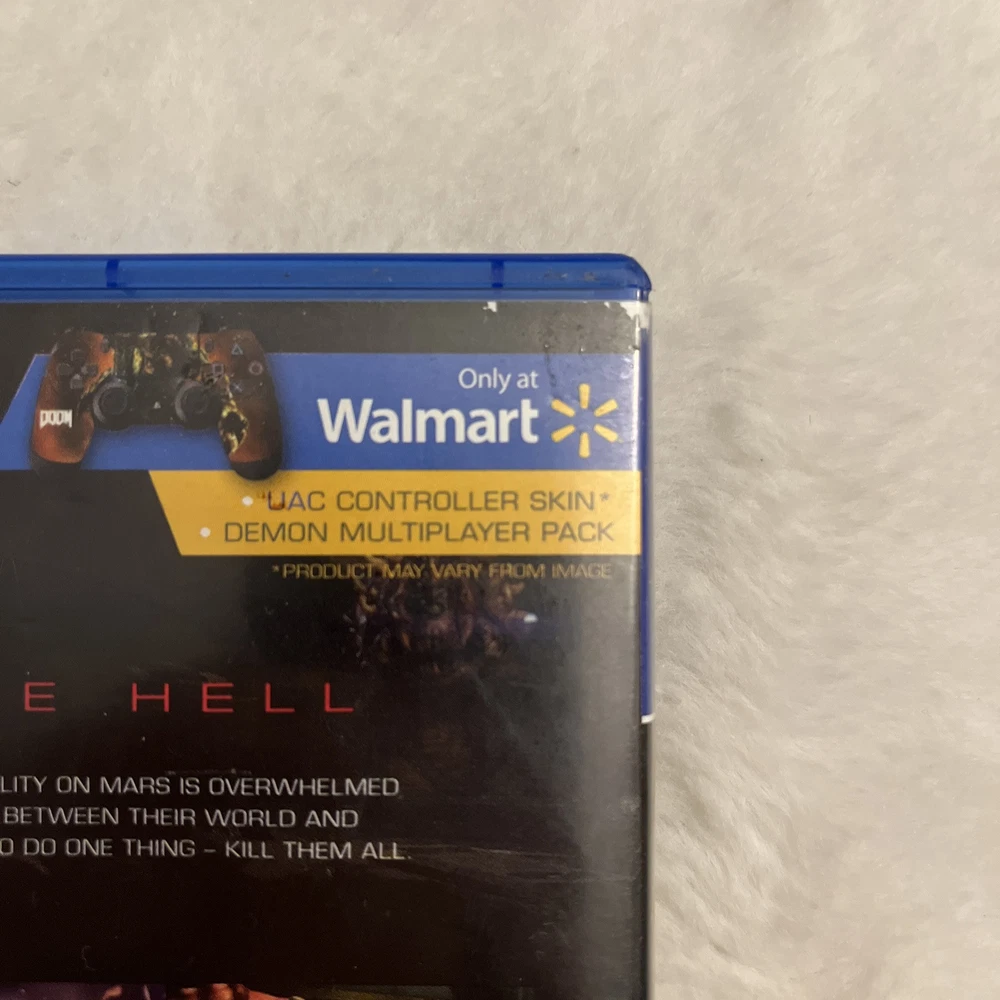 Only at
Walmart
DOOM
• UAC CONTROLLER SKIN*
• DEMON MULTIPLAYER PACK
*PRODUCT MAY VARY FROM IMAGE
E HELL
LITY ON MARS IS OVERWHELMED
BETWEEN THEIR WORLD AND
O DO ONE THING – KILL THEM ALL.